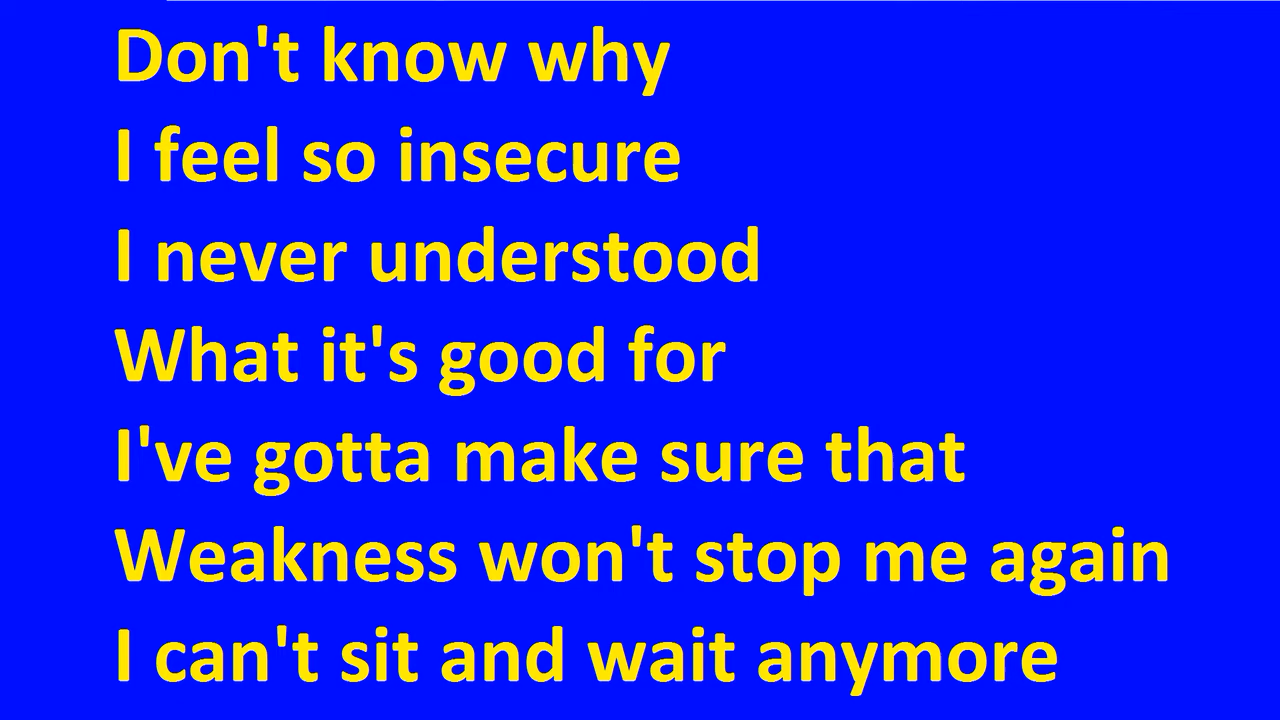 Don't know why
I feel so insecure
I never understood
What it's good for
I've gotta make sure that
Weakness won't stop me again
I can't sit and wait anymore